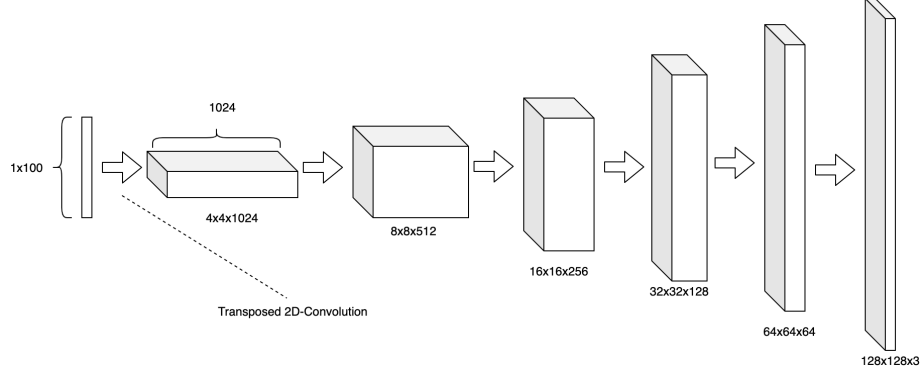 1024
1x100
4x4x1024
8x8x512
16x16x256
32x32x128
64x64x64
128x128x3
Transposed 2D-Convolution